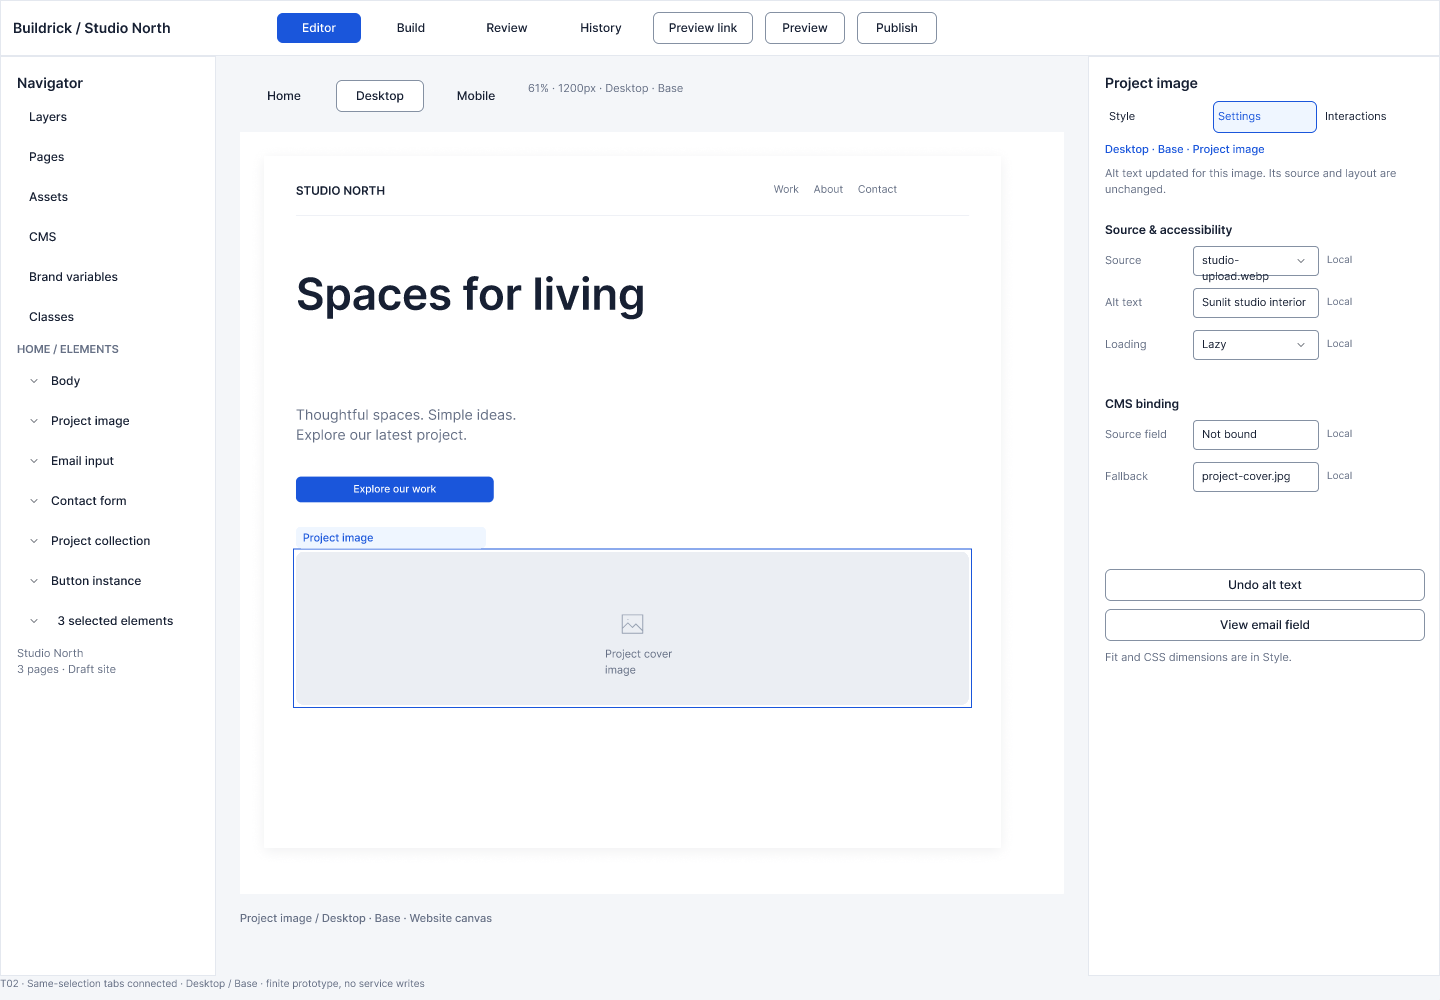 Buildrick / Studio North
Editor
Build
Review
History
Preview link
Preview
Publish
Navigator
Layers
Pages
Assets
CMS
Brand variables
Classes
HOME / ELEMENTS
Body
Project image
Email input
Contact form
Project collection
Button instance
3 selected elements
Studio North
3 pages · Draft site
Home
Desktop
Mobile
61% · 1200px · Desktop · Base
STUDIO NORTH
Work
About
Contact
Spaces for living
Thoughtful spaces. Simple ideas.
Explore our latest project.
Explore our work
Project image
Project cover
image
Project image / Desktop · Base · Website canvas
Project image
Style
Settings
Interactions
Desktop · Base · Project image
Alt text updated for this image. Its source and layout are
unchanged.
Source & accessibility
Source
studio-
upload.webp
Local
Alt text
Sunlit studio interior
Local
Loading
Lazy
Local
CMS binding
Source field
Not bound
Local
Fallback
project-cover.jpg
Local
Undo alt text
View email field
Fit and CSS dimensions are in Style.
T02 · Same-selection tabs connected · Desktop / Base · finite prototype, no service writes